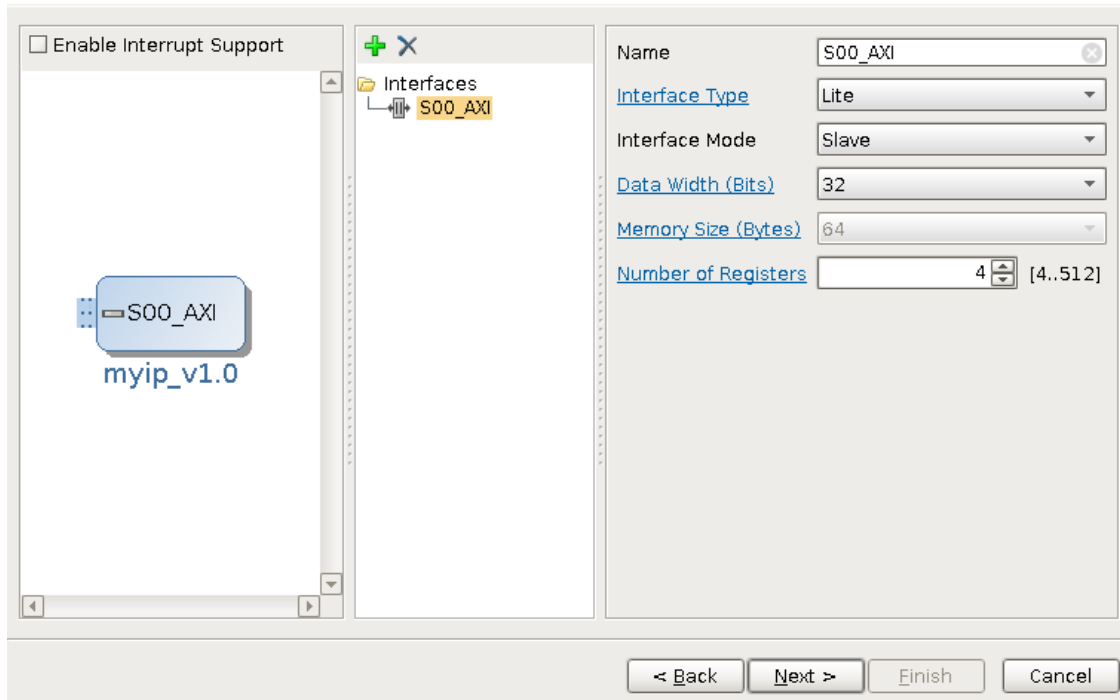 Enable Interrupt Support
S00_AXI
myip_v1.0
Interfaces
S00_AXI
Name S00_AXI
Interface Type Lite
Interface Mode Slave
Data Width (Bits) 32
Memory Size (Bytes) 64
Number of Registers 4 [4..512]
< Back Next > Finish Cancel